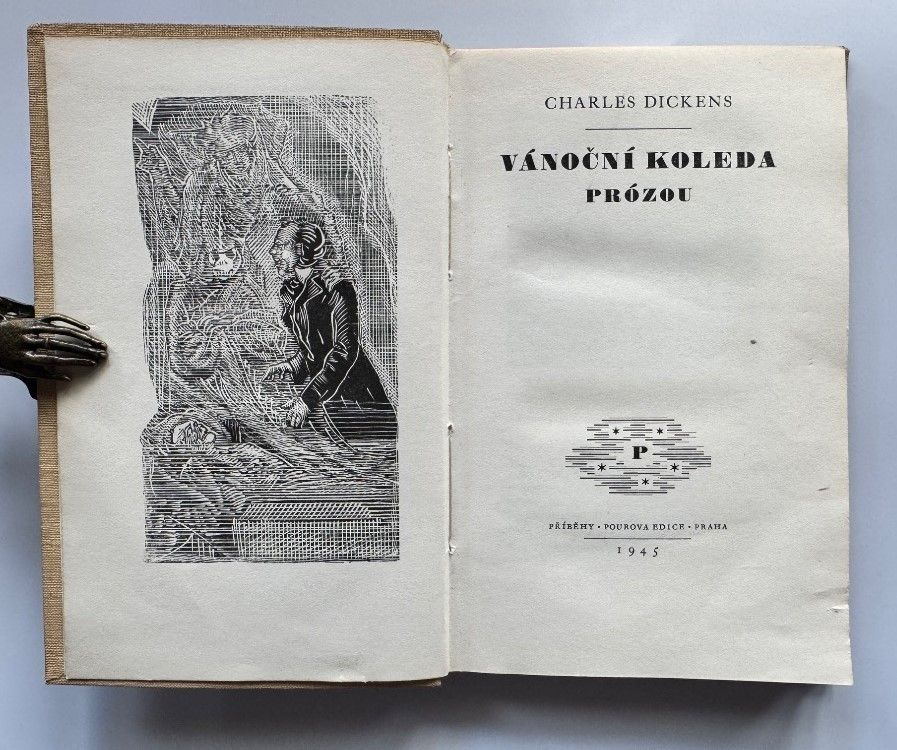 CHARLES DICKENS
VÁNOČNÍ KOLEDA
PRÓZOU
P
PŘÍBĚHY • POUROVA EDICE • PRAHA
1945